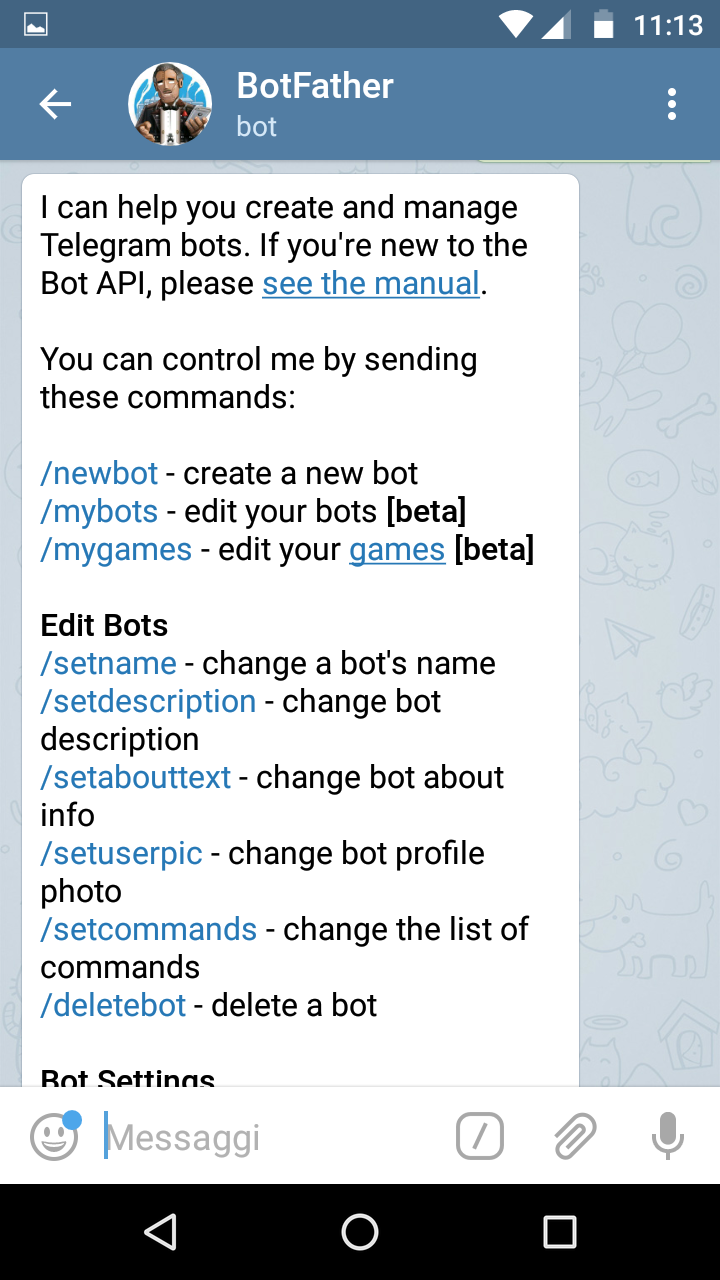 11:13
BotFather
bot
I can help you create and manage
Telegram bots. If you're new to the
Bot API, please see the manual.
You can control me by sending
these commands:
/newbot - create a new bot
/mybots - edit your bots [beta]
/mygames - edit your games [beta]
Edit Bots
/setname - change a bot's name
/setdescription - change bot
description
/setabouttext - change bot about
info
/setuserpic - change bot profile
photo
/setcommands - change the list of
commands
/deletebot - delete a bot
Bot Settings
Messaggi